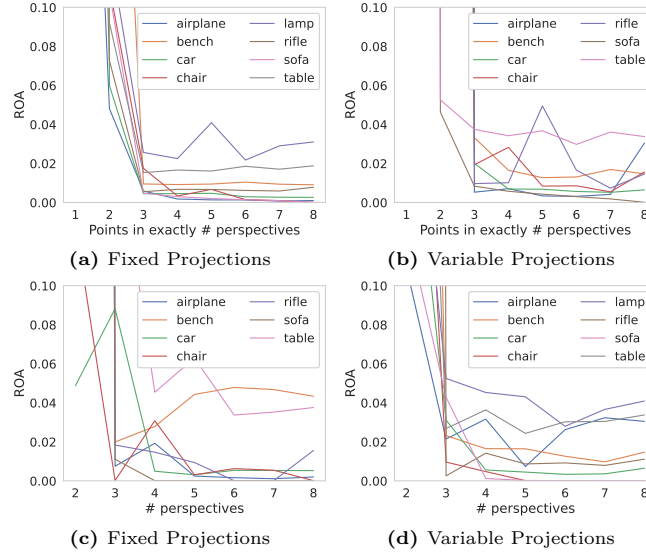 0.10
0.08
0.06
0.04
0.02
0.00
ROA
airplane lamp
bench rifle
car sofa
chair table
1 2 3 4 5 6 7 8
Points in exactly # perspectives
(a) Fixed Projections
0.10
0.08
0.06
0.04
0.02
0.00
ROA
airplane rifle
bench sofa
car table
chair
1 2 3 4 5 6 7 8
Points in exactly # perspectives
(b) Variable Projections
0.10
0.08
0.06
0.04
0.02
0.00
ROA
airplane rifle
bench sofa
car table
chair
2 3 4 5 6 7 8
# perspectives
(c) Fixed Projections
0.10
0.08
0.06
0.04
0.02
0.00
ROA
airplane lamp
bench rifle
car sofa
chair table
2 3 4 5 6 7 8
# perspectives
(d) Variable Projections